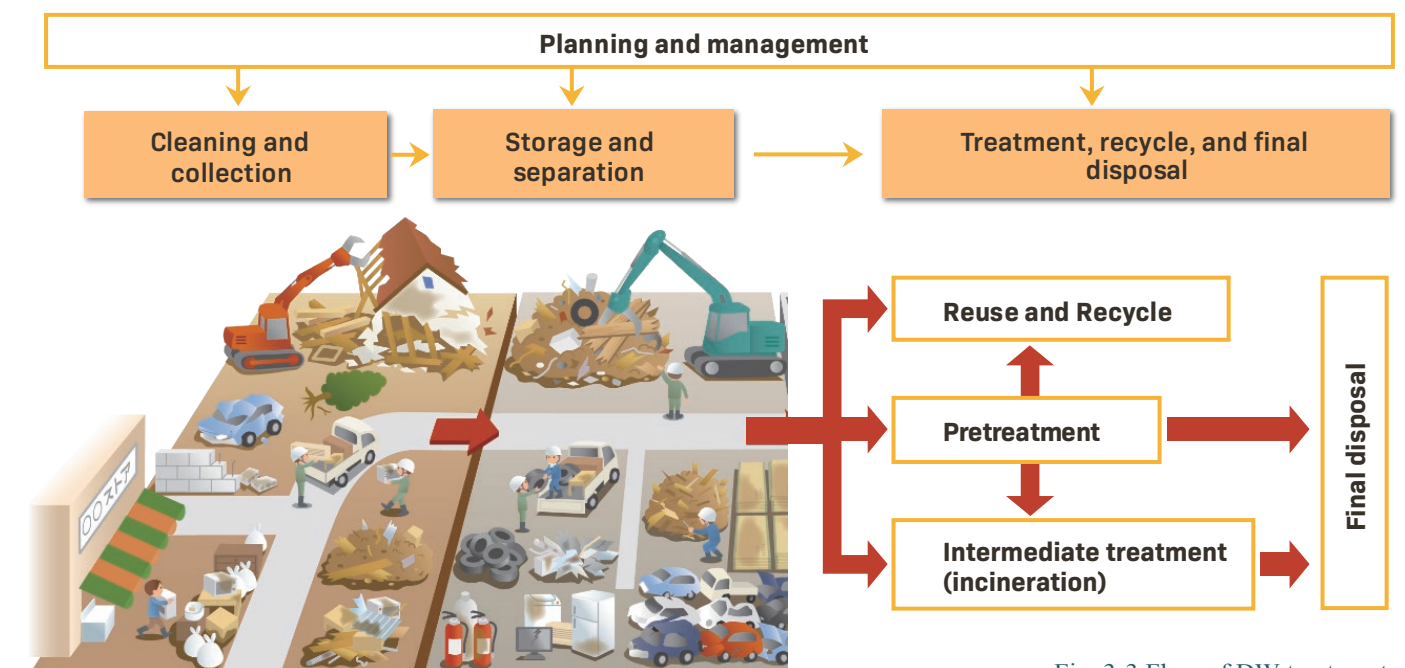 Planning and management
Cleaning and
collection
Storage and
separation
Treatment, recycle, and final
disposal
〇〇ストア
Reuse and Recycle
Pretreatment
Intermediate treatment
(incineration)
Final disposal